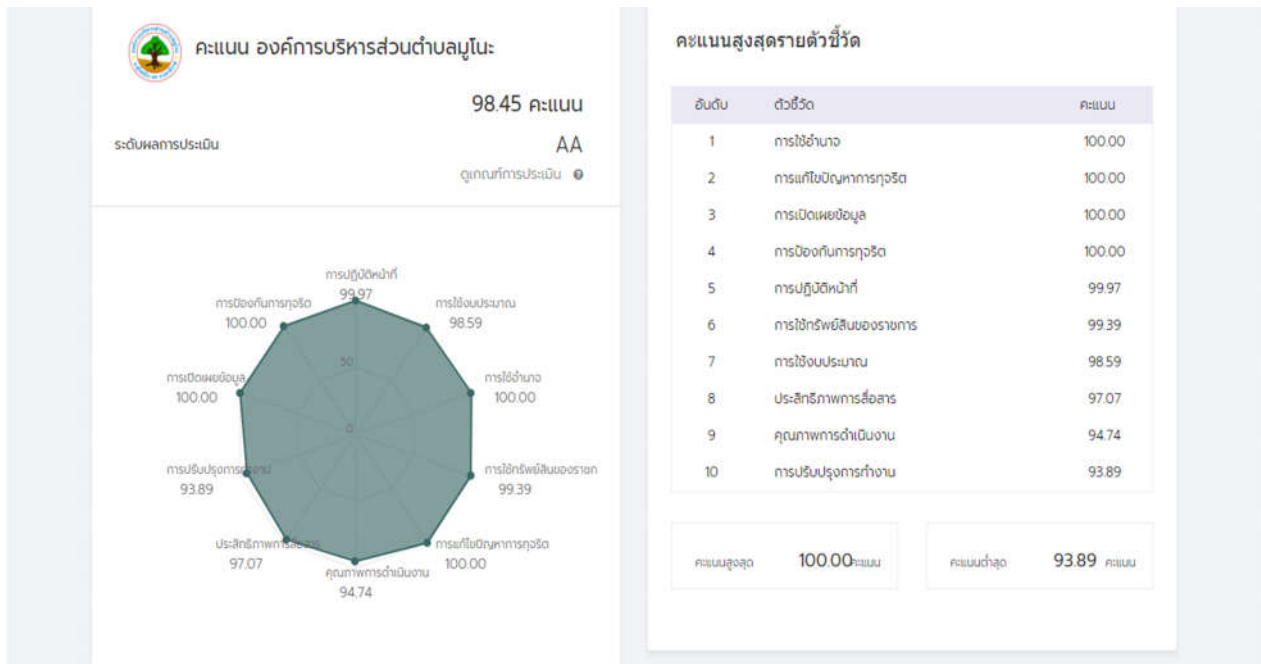 คะแนน องค์การบริหารส่วนตำบลมูโนะ
98.45 คะแนน
ระดับผลการประเมิน AA
ดูเกณฑ์การประเมิน
การปฏิบัติหน้าที่
99.97
การป้องกันการทุจริต
100.00
การใช้งบประมาณ
98.59
50
การเปิดเผยข้อมูล
100.00
การใช้อำนาจ
100.00
0
การปรับปรุงการทำงาน
93.89
การใช้ทรัพย์สินของราชก
99.39
ประสิทธิภาพการสื่อสาร
97.07
การแก้ไขปัญหาการทุจริต
100.00
คุณภาพการดำเนินงาน
94.74
คะแนนสูงสุดรายตัวชี้วัด
อันดับ ตัวชี้วัด คะแนน
1 การใช้อำนาจ 100.00
2 การแก้ไขปัญหาการทุจริต 100.00
3 การเปิดเผยข้อมูล 100.00
4 การป้องกันการทุจริต 100.00
5 การปฏิบัติหน้าที่ 99.97
6 การใช้ทรัพย์สินของราชการ 99.39
7 การใช้งบประมาณ 98.59
8 ประสิทธิภาพการสื่อสาร 97.07
9 คุณภาพการดำเนินงาน 94.74
10 การปรับปรุงการทำงาน 93.89
คะแนนสูงสุด 100.00คะแนน
คะแนนต่ำสุด 93.89 คะแนน